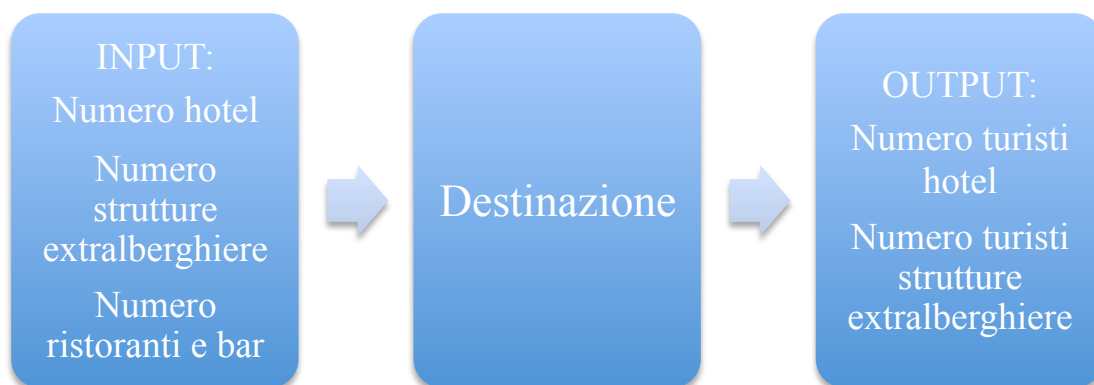 INPUT:
Numero hotel
Numero
strutture
extralberghiere
Numero
ristoranti e bar
Destinazione
OUTPUT:
Numero turisti
hotel
Numero turisti
strutture
extralberghiere